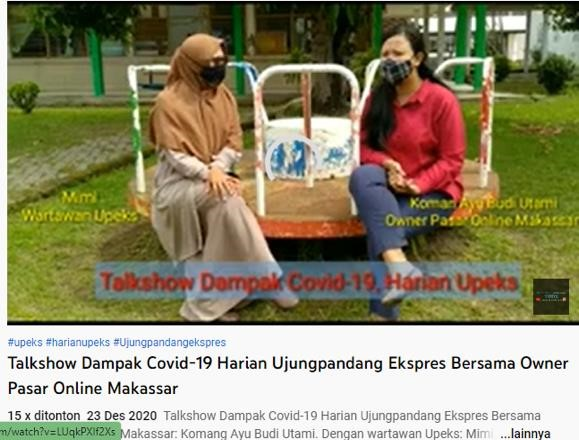 Mimi
Wartawan Upeks
Komang Ayu Budi Utami
Owner Pasar Online Makassar
Talkshow Dampak Covid-19, Harian Upeks
#upeks #harianupeks #Ujungpandangekspres
Talkshow Dampak Covid-19 Harian Ujungpandang Ekspres Bersama Owner
Pasar Online Makassar
15 x ditonton 23 Des 2020 Talkshow Dampak Covid-19 Harian Ujungpandang Ekspres Bersama
m/watch?v=LUqkPXIf2Xs Makassar: Komang Ayu Budi Utami. Dengan wartawan Upeks: Mimi ...lainnya